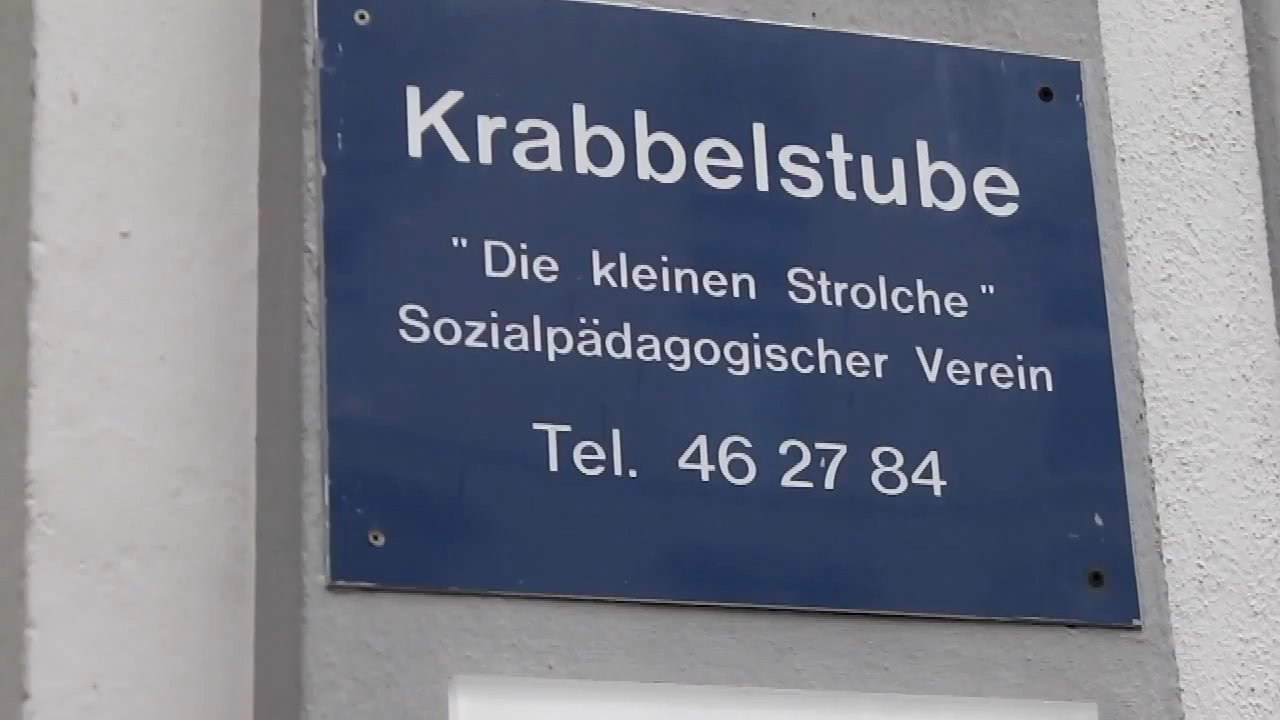 Krabbelstube
"Die kleinen Strolche"
Sozialpädagogischer Verein
Tel. 46 27 84